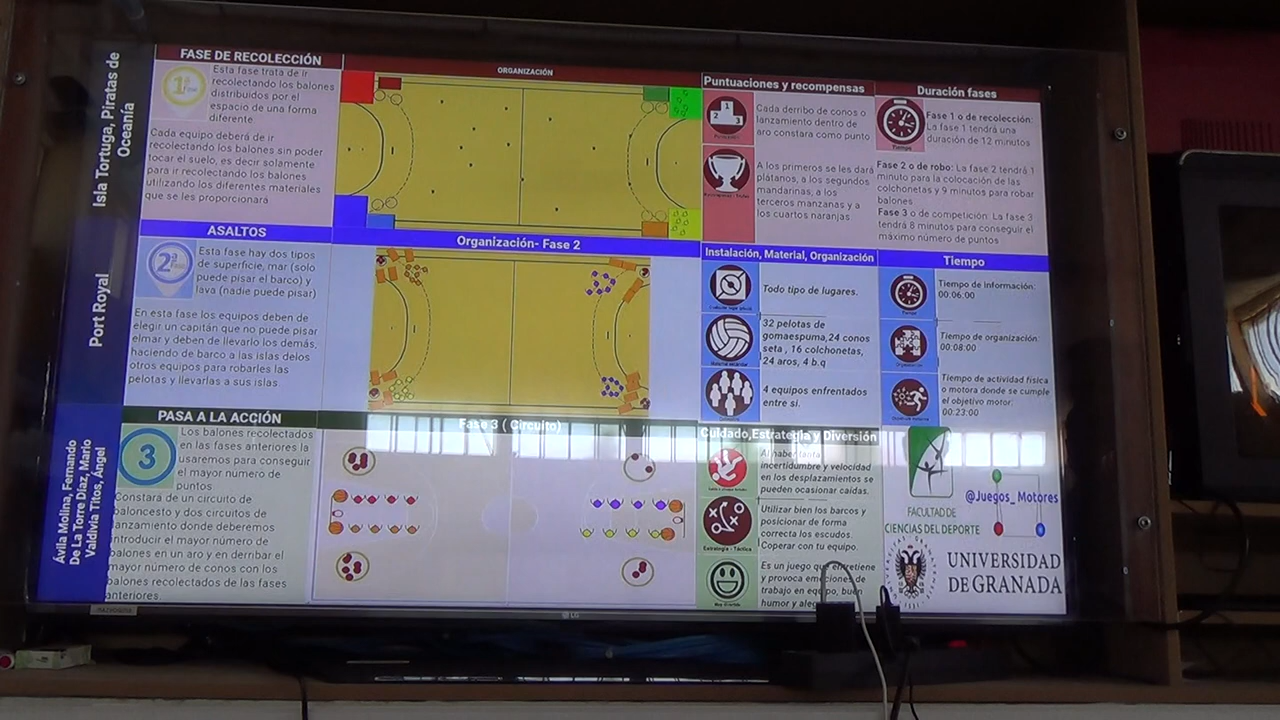 Isla Tortuga, Piratas de
Oceanía
FASE DE RECOLECCIÓN
1ª
Esta fase trata de ir
recolectando los balones
distribuidos por el
espacio de una forma
diferente
Cada equipo deberá de ir
recolectando los balones sin poder
tocar el suelo, es decir solamente
para ir recolectando los balones
utilizando los diferentes materiales
que se les proporcionará
ORGANIZACIÓN
Puntuaciones y recompensas
Cada derribo de conos o
lanzamiento dentro de
aro constara como punto
A los primeros se les dará
plátanos, a los segundos
mandarinas, a los
terceros manzanas y a
los cuartos naranjas
Duración fases
Tiempo
Fase 1 o de recolección:
La fase 1 tendrá una
duración de 12 minutos
Fase 2 o de robo: La fase 2 tendrá 1
minuto para la colocación de las
colchonetas y 9 minutos para robar
balones
Fase 3 o de competición: La fase 3
tendrá 8 minutos para conseguir el
máximo número de puntos
Port Royal
ASALTOS
2ª
Esta fase hay dos tipos
de superficie, mar (solo
puede pisar el barco) y
lava (nadie puede pisar)
En esta fase los equipos deben de
elegir un capitán que no puede pisar
elmar y deben de llevarlo los demás,
haciendo de barco a las islas delos
otros equipos para robarles las
pelotas y llevarlas a sus islas.
Organización- Fase 2
Instalación, Material, Organización
Todo tipo de lugares.
32 pelotas de
gomaespuma,24 conos
seta , 16 colchonetas,
24 aros, 4 b.q
4 equipos enfrentados
entre sí.
Tiempo
Tiempo de información:
00:06:00
Tiempo de organización:
00:08:00
Tiempo de actividad física
o motora donde se cumple
el objetivo motor:
00:23:00
Ávila Molina, Fernando
De La Torre Díaz, Mario
Valdivia Titos, Ángel
PASA A LA ACCIÓN
3
Los balones recolectados
en las fases anteriores la
usaremos para conseguir
el mayor número de
puntos
Constara de un circuito de
baloncesto y dos circuitos de
lanzamiento donde deberemos
introducir el mayor número de
balones en un aro y en derribar el
mayor número de conos con los
balones recolectados de las fases
anteriores.
Fase 3 ( Circuito)
Cuidado,Estrategia y Diversión
Al haber tanta
incertidumbre y velocidad
en los desplazamientos se
pueden ocasionar caídas.
Estrategia - Táctica
Utilizar bien los barcos y
posicionar de forma
correcta los escudos.
Coperar con tu equipo.
Muy divertido
Es un juego que entretiene
y provoca emociones de
trabajo en equipo, buen
humor y
@Juegos_Motores
FACULTAD DE
CIENCIAS DEL DEPORTE
UNIVERSIDAD
DE GRANADA
LG